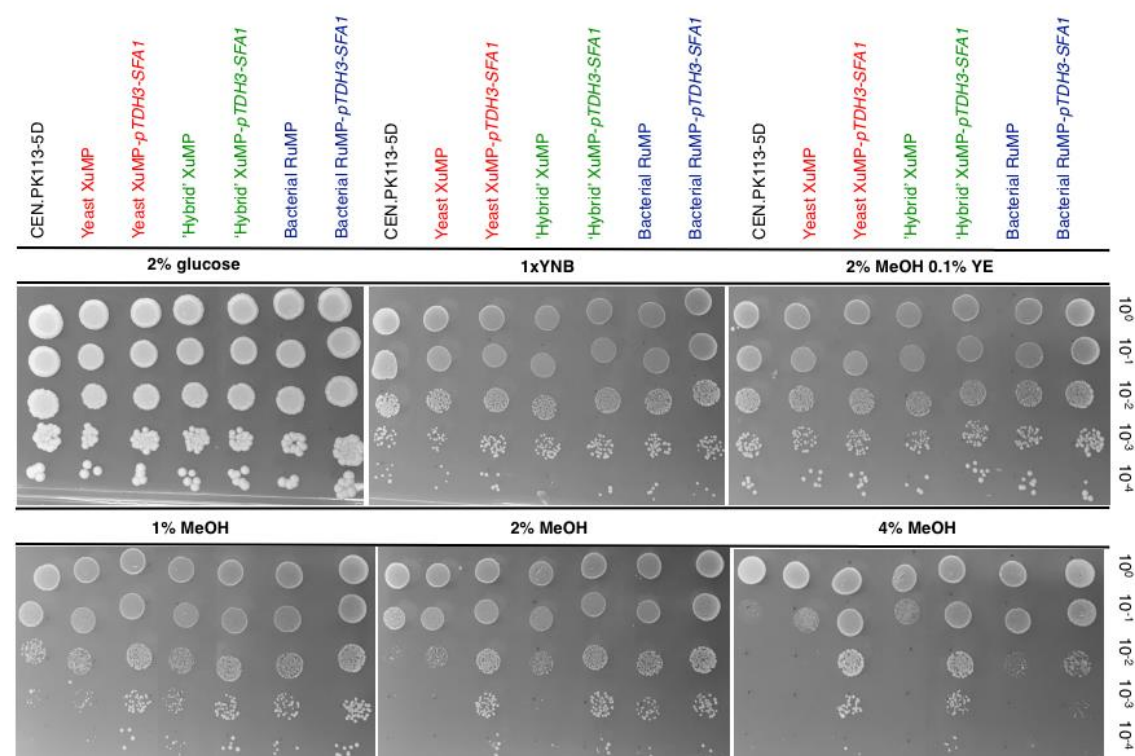 CEN.PK113-5D
Yeast XuMP
Yeast XuMP-pTDH3-SFA1
'Hybrid' XuMP
'Hybrid' XuMP-pTDH3-SFA1
Bacterial RuMP
Bacterial RuMP-pTDH3-SFA1
CEN.PK113-5D
Yeast XuMP
Yeast XuMP-pTDH3-SFA1
'Hybrid' XuMP
'Hybrid' XuMP-pTDH3-SFA1
Bacterial RuMP
Bacterial RuMP-pTDH3-SFA1
CEN.PK113-5D
Yeast XuMP
Yeast XuMP-pTDH3-SFA1
'Hybrid' XuMP
'Hybrid' XuMP-pTDH3-SFA1
Bacterial RuMP
Bacterial RuMP-pTDH3-SFA1
2% glucose
1xYNB
2% MeOH 0.1% YE
10⁰
10⁻¹
10⁻²
10⁻³
10⁻⁴
1% MeOH
2% MeOH
4% MeOH
10⁰
10⁻¹
10⁻²
10⁻³
10⁻⁴